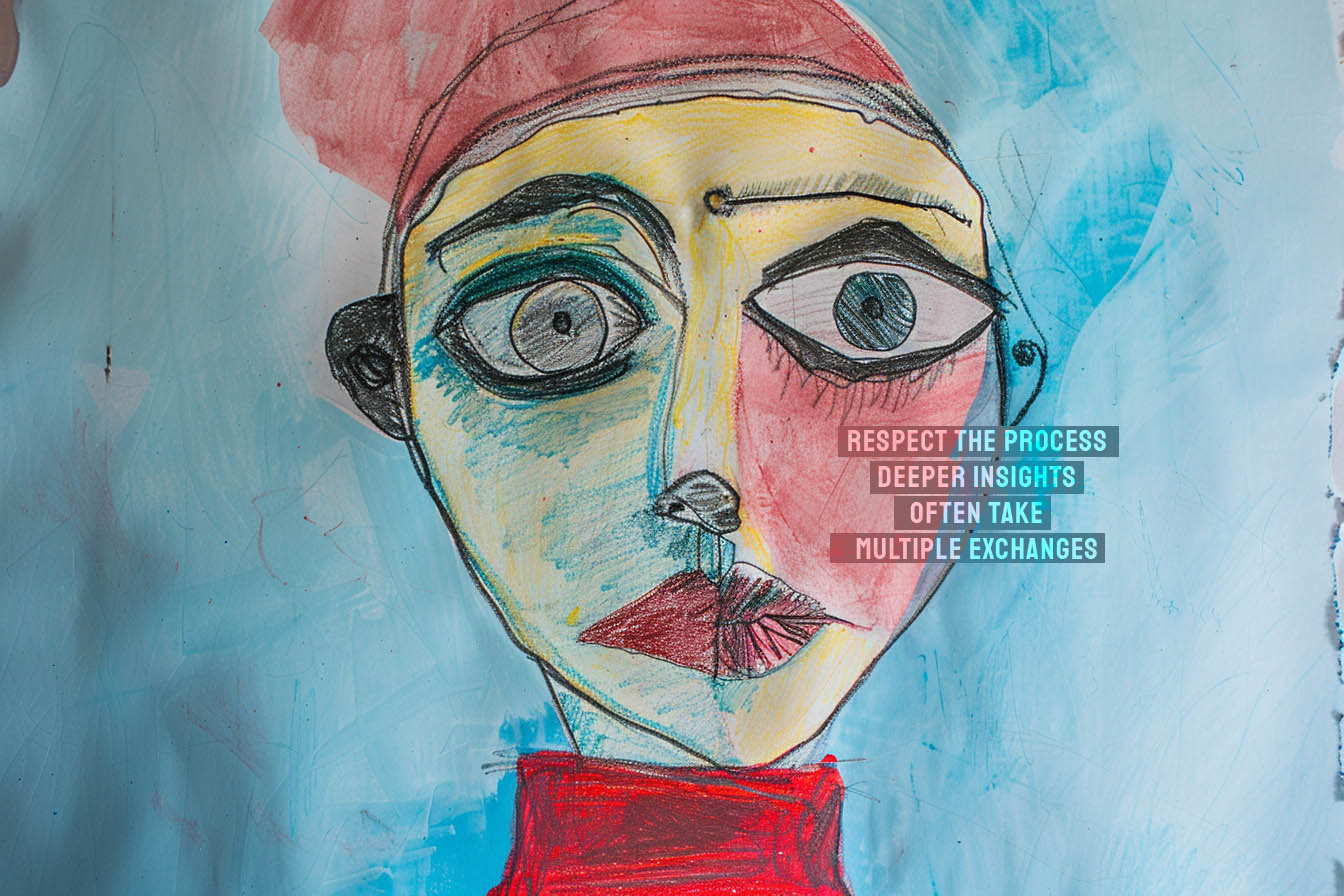 RESPECT THE PROCESS
DEEPER INSIGHTS
OFTEN TAKE
MULTIPLE EXCHANGES